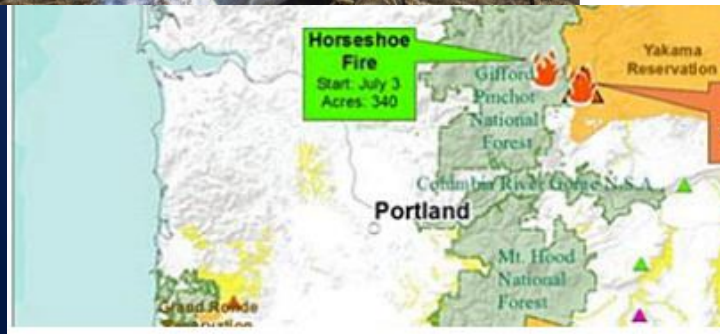 Horseshoe
Fire
Start: July 3
Acres: 340
Yakama
Reservation
Gifford
Pinchot
National
Forest
Columbia River Gorge N.S.A.
Portland
Mt. Hood
National
Forest
Grand Ronde
Reservation